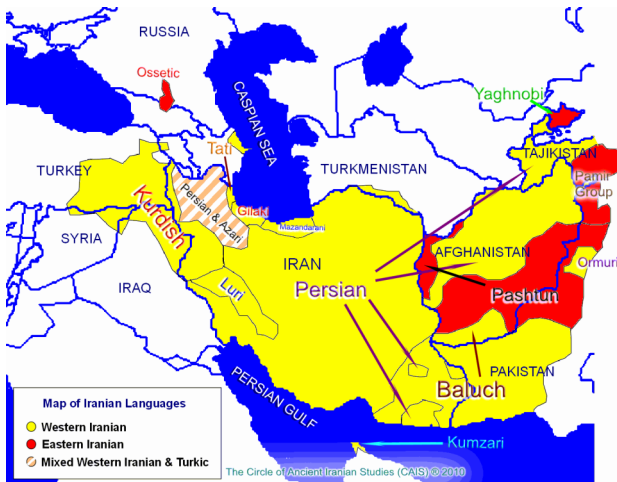 RUSSIA
Ossetic
CASPIAN SEA
Yaghnobi
Tati
TURKEY
TURKMENISTAN
TAJIKISTAN
Pamir
Group
Kurdish
Persian & Azari
Gilaki
Mazandarani
SYRIA
AFGHANISTAN
Ormuri
IRAN
IRAQ
Luri
Persian
Pashtun
PERSIAN GULF
PAKISTAN
Baluch
Map of Iranian Languages
Western Iranian
Eastern Iranian
Mixed Western Iranian & Turkic
Kumzari
The Circle of Ancient Iranian Studies (CAIS) © 2010